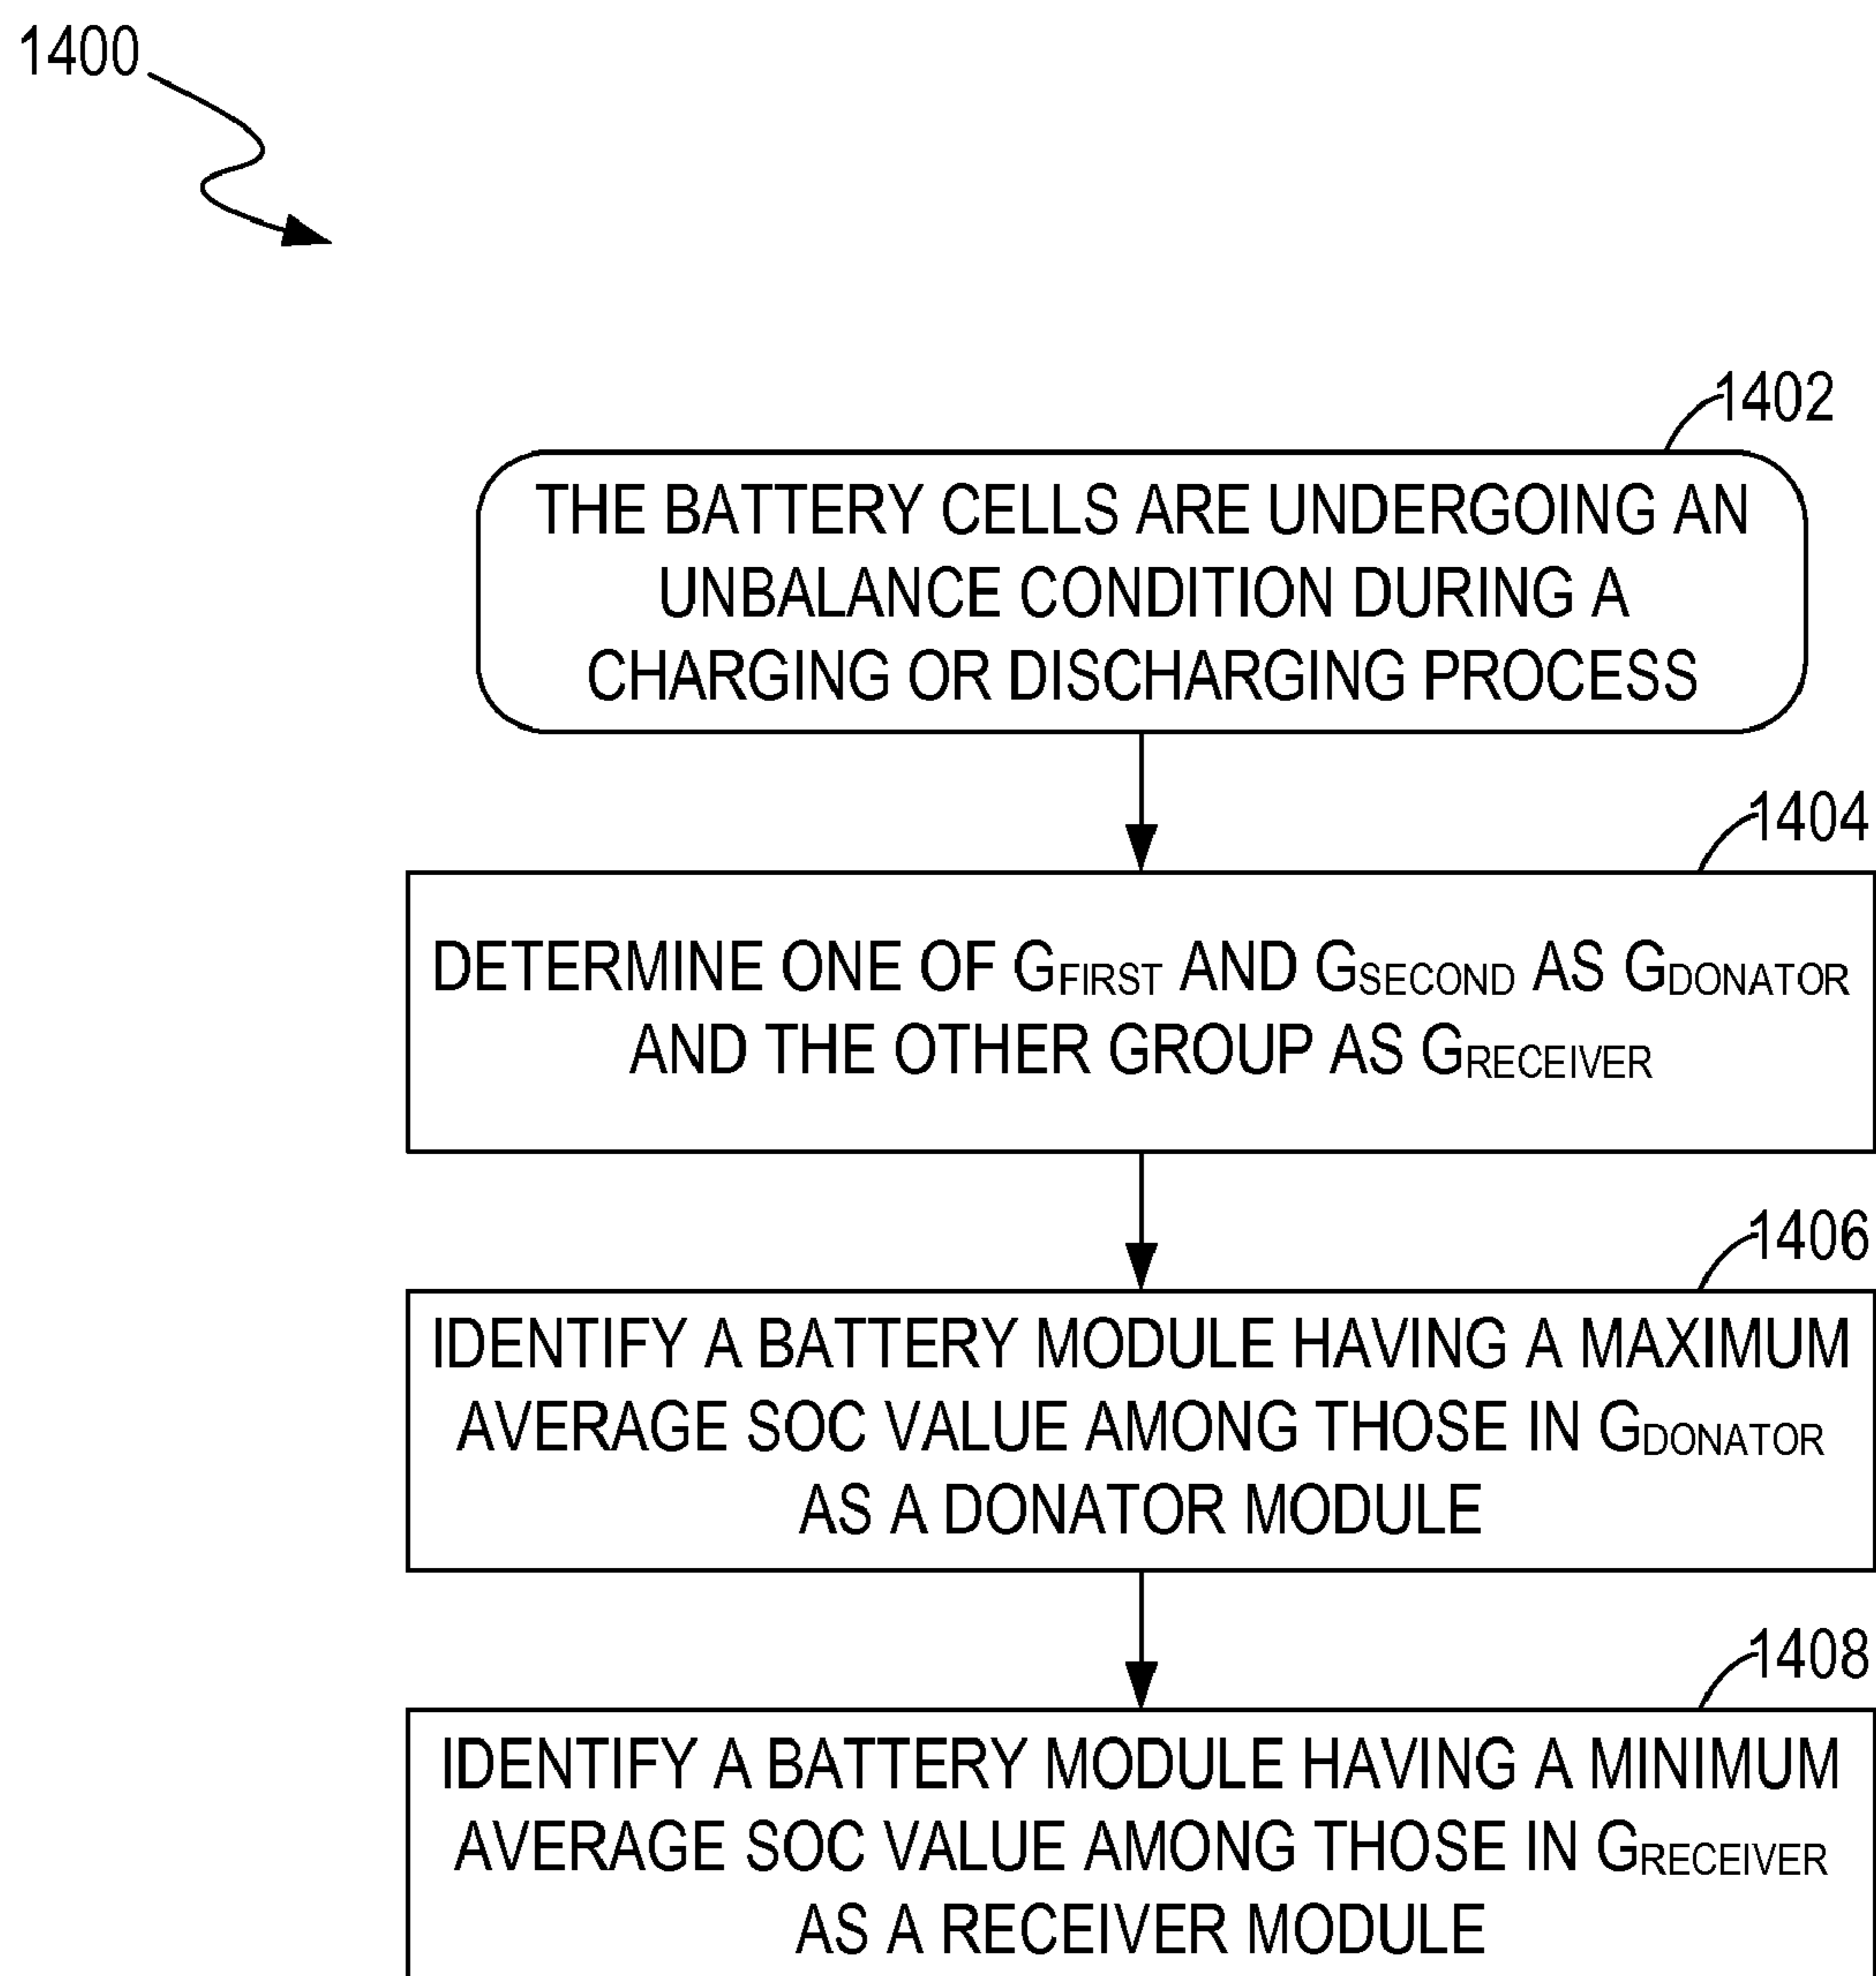 1400
1402
THE BATTERY CELLS ARE UNDERGOING AN
UNBALANCE CONDITION DURING A
CHARGING OR DISCHARGING PROCESS
1404
DETERMINE ONE OF GFIRST AND GSECOND AS GDONATOR
AND THE OTHER GROUP AS GRECEIVER
1406
IDENTIFY A BATTERY MODULE HAVING A MAXIMUM
AVERAGE SOC VALUE AMONG THOSE IN GDONATOR
AS A DONATOR MODULE
1408
IDENTIFY A BATTERY MODULE HAVING A MINIMUM
AVERAGE SOC VALUE AMONG THOSE IN GRECEIVER
AS A RECEIVER MODULE